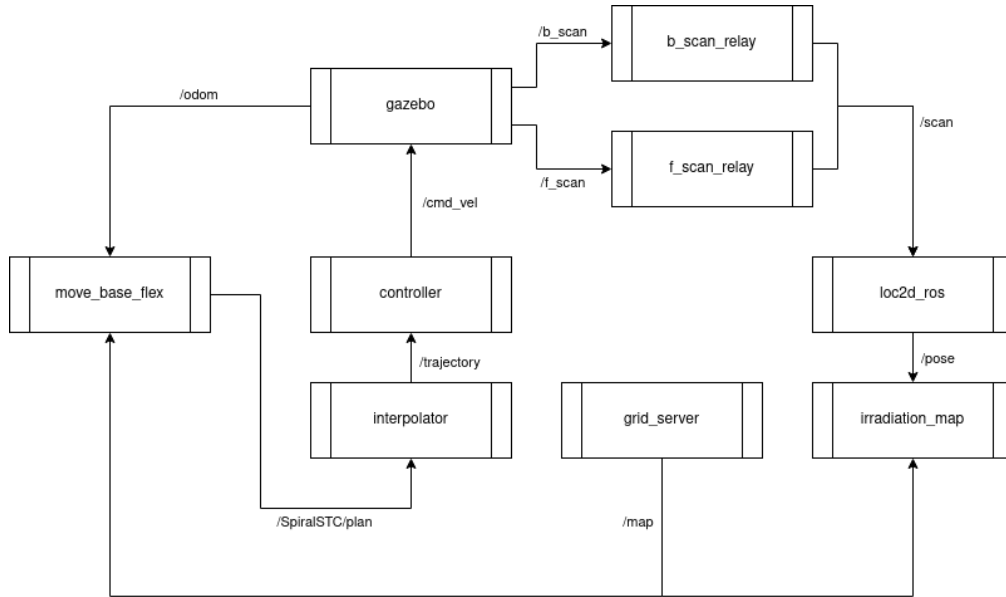 /b_scan
b_scan_relay
/odom
gazebo
/scan
f_scan_relay
/f_scan
/cmd_vel
move_base_flex
controller
loc2d_ros
/trajectory
/pose
interpolator
grid_server
irradiation_map
/SpiralSTC/plan
/map